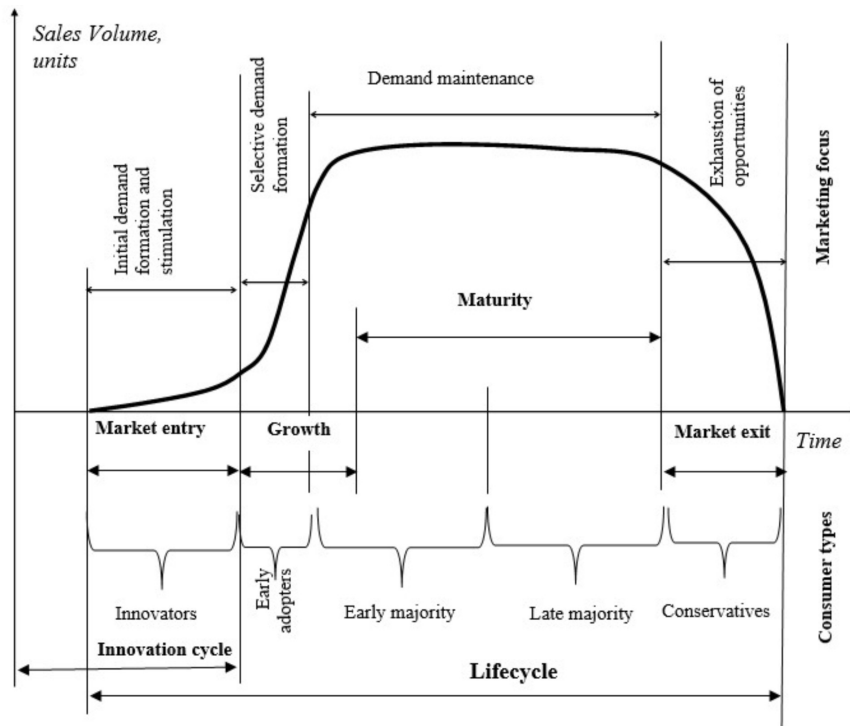 Sales Volume,
units
Demand maintenance
Selective demand
formation
Exhaustion of
opportunities
Marketing focus
Initial demand
formation and
stimulation
Maturity
Market entry
Growth
Market exit
Time
Consumer types
Innovators
Early
adopters
Early majority
Late majority
Conservatives
Innovation cycle
Lifecycle